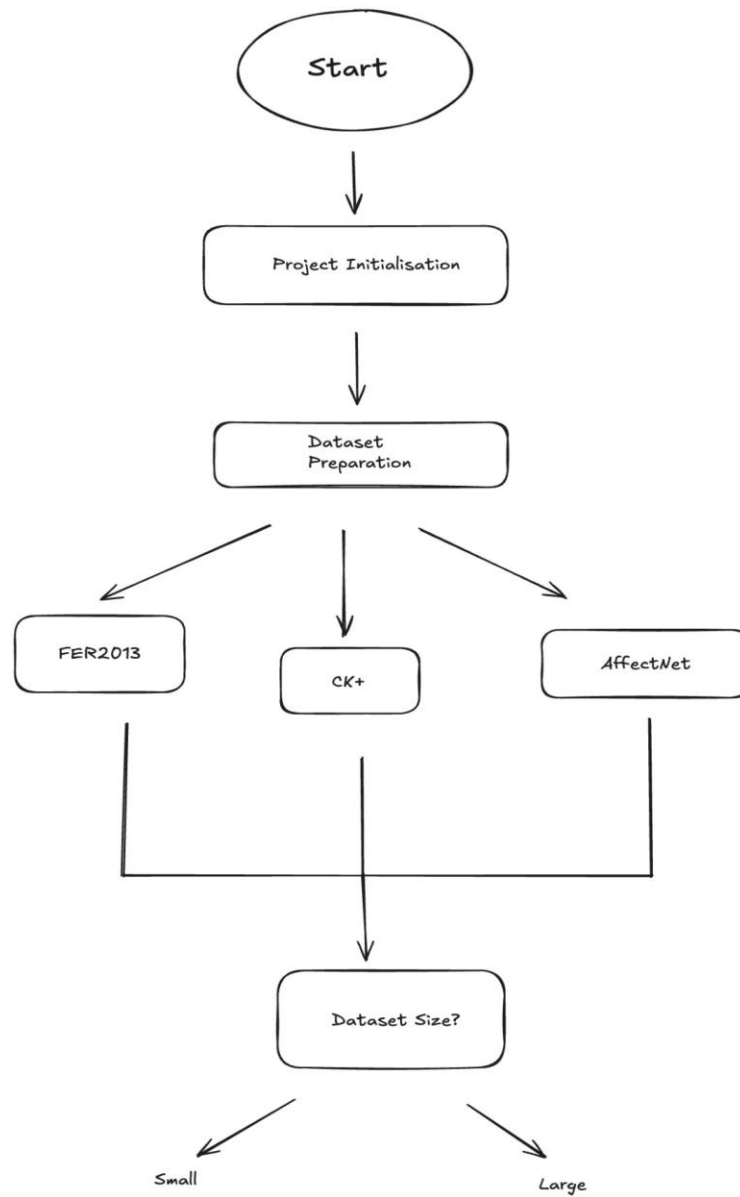 Start
Project Initialisation
Dataset
Preparation
FER2013
CK+
AffectNet
Dataset Size?
Small
Large